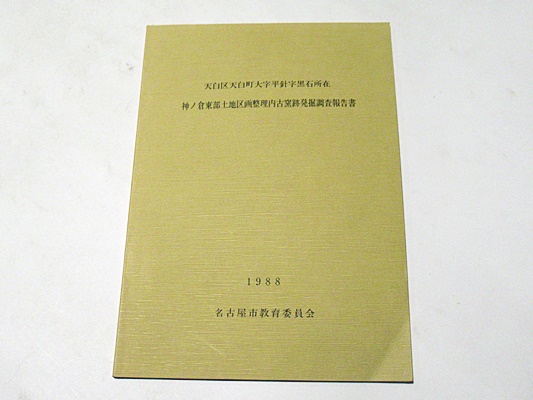 天白区天白町大字平針字黒石所在
神ノ倉東部土地区画整理内古窯跡発掘調査報告書
1988
名古屋市教育委員会